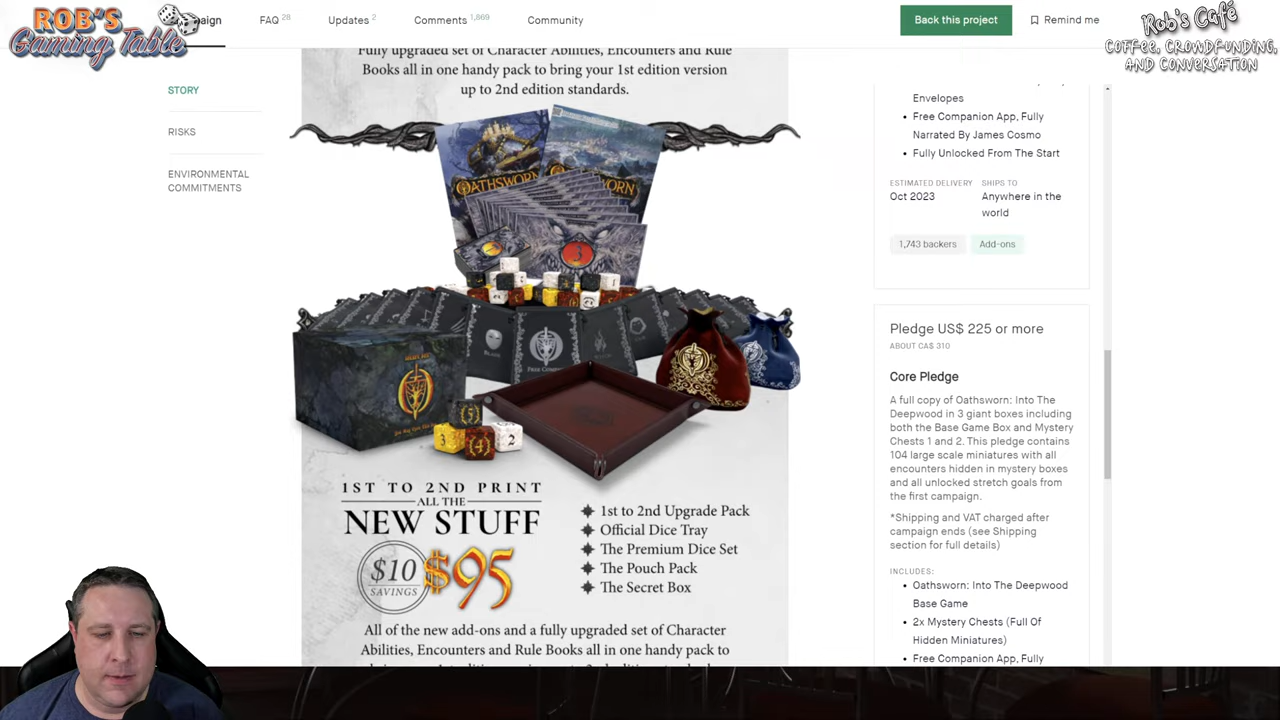 ROB'S
Gaming Table
paign
FAQ 28
Updates 2
Comments 1,869
Community
Back this project
Remind me
Rob's Café
COFFEE, CROWDFUNDING,
AND CONVERSATION
STORY
RISKS
ENVIRONMENTAL
COMMITMENTS
Fully upgraded set of Character Abilities, Encounters and Rule
Books all in one handy pack to bring your 1st edition version
up to 2nd edition standards.
OATHSWORN
3
FREE COMPANY
3
(5)
(4)
2
1ST TO 2ND PRINT
ALL THE
NEW STUFF
$10
SAVINGS
$95
1st to 2nd Upgrade Pack
Official Dice Tray
The Premium Dice Set
The Pouch Pack
The Secret Box
All of the new add-ons and a fully upgraded set of Character
Abilities, Encounters and Rule Books all in one handy pack to
Envelopes
Free Companion App, Fully
Narrated By James Cosmo
Fully Unlocked From The Start
ESTIMATED DELIVERY
Oct 2023
SHIPS TO
Anywhere in the
world
1,743 backers
Add-ons
Pledge US$ 225 or more
ABOUT CA$ 310
Core Pledge
A full copy of Oathsworn: Into The
Deepwood in 3 giant boxes including
both the Base Game Box and Mystery
Chests 1 and 2. This pledge contains
104 large scale miniatures with all
encounters hidden in mystery boxes
and all unlocked stretch goals from
the first campaign.
*Shipping and VAT charged after
campaign ends (see Shipping
section for full details)
INCLUDES:
Oathsworn: Into The Deepwood
Base Game
2x Mystery Chests (Full Of
Hidden Miniatures)
Free Companion App, Fully